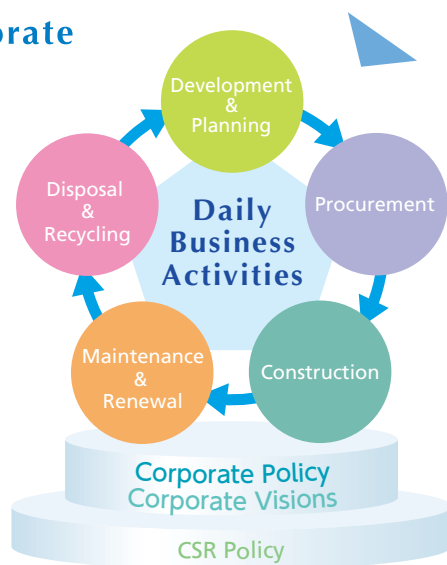 orate
Development
&
Planning
Procurement
Construction
Maintenance
&
Renewal
Disposal
&
Recycling
Daily
Business
Activities
Corporate Policy
Corporate Visions
CSR Policy